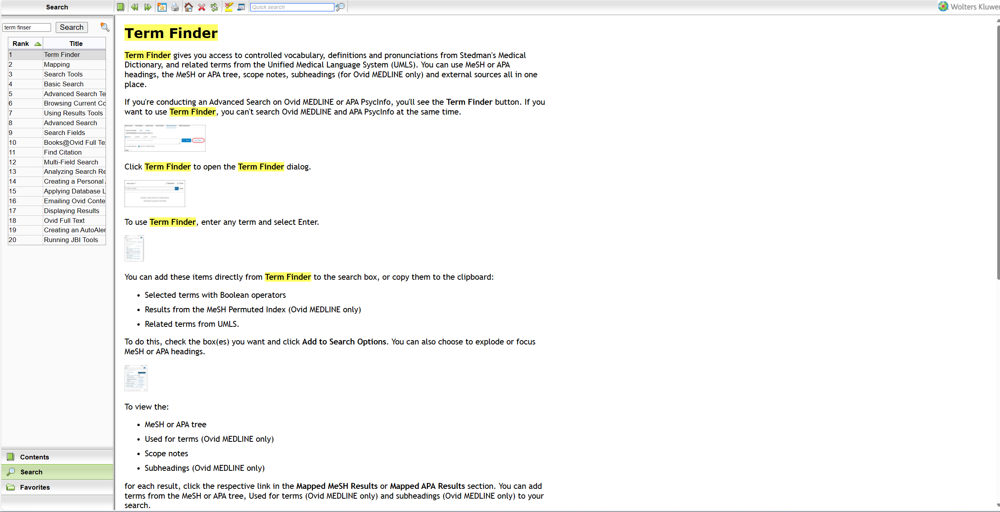 Search
Quick search
Wolters Kluwer
term finser
Search
Rank
Title
1 Term Finder
2 Mapping
3 Search Tools
4 Basic Search
5 Advanced Search Te
6 Browsing Current Co
7 Using Results Tools
8 Advanced Search
9 Search Fields
10 Books@Ovid Full Te
11 Find Citation
12 Multi-Field Search
13 Analyzing Search Re
14 Creating a Personal
15 Applying Database L
16 Emailing Ovid Conte
17 Displaying Results
18 Ovid Full Text
19 Creating an AutoAler
20 Running JBI Tools
Contents
Search
Favorites
Term Finder
Term Finder gives you access to controlled vocabulary, definitions and pronunciations from Stedman's Medical
Dictionary, and related terms from the Unified Medical Language System (UMLS). You can use MeSH or APA
headings, the MeSH or APA tree, scope notes, subheadings (for Ovid MEDLINE only) and external sources all in one
place.
If you're conducting an Advanced Search on Ovid MEDLINE or APA PsycInfo, you'll see the Term Finder button. If you
want to use Term Finder, you can't search Ovid MEDLINE and APA PsycInfo at the same time.
Click Term Finder to open the Term Finder dialog.
Enter any term to discover
related search terms
To use Term Finder, enter any term and select Enter.
You can add these items directly from Term Finder to the search box, or copy them to the clipboard:
• Selected terms with Boolean operators
• Results from the MeSH Permuted Index (Ovid MEDLINE only)
• Related terms from UMLS.
To do this, check the box(es) you want and click Add to Search Options. You can also choose to explode or focus
MeSH or APA headings.
To view the:
• MeSH or APA tree
• Used for terms (Ovid MEDLINE only)
• Scope notes
• Subheadings (Ovid MEDLINE only)
for each result, click the respective link in the Mapped MeSH Results or Mapped APA Results section. You can add
terms from the MeSH or APA tree, Used for terms (Ovid MEDLINE only) and subheadings (Ovid MEDLINE only) to your
search.